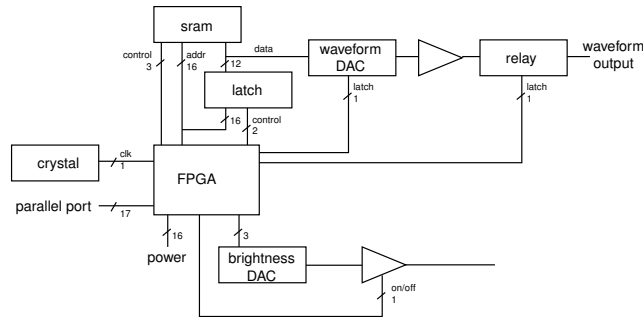 sram
control
3
addr
16
data
12
waveform
DAC
relay
waveform
output
latch
latch
1
latch
1
16
control
2
crystal
clk
1
FPGA
parallel port
17
16
power
3
brightness
DAC
on/off
1